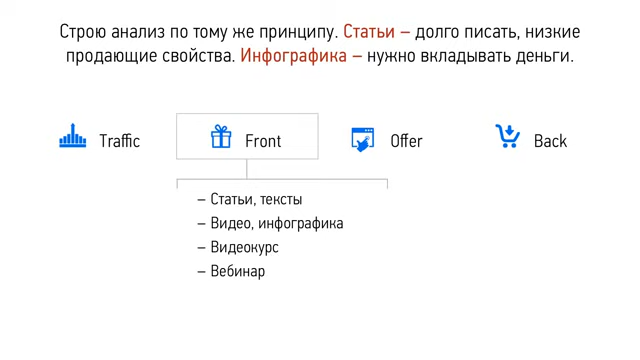 Строю анализ по тому же принципу. Статьи – долго писать, низкие
продающие свойства. Инфографика – нужно вкладывать деньги.
Traffic Front Offer Back
– Статьи, тексты
– Видео, инфографика
– Видеокурс
– Вебинар